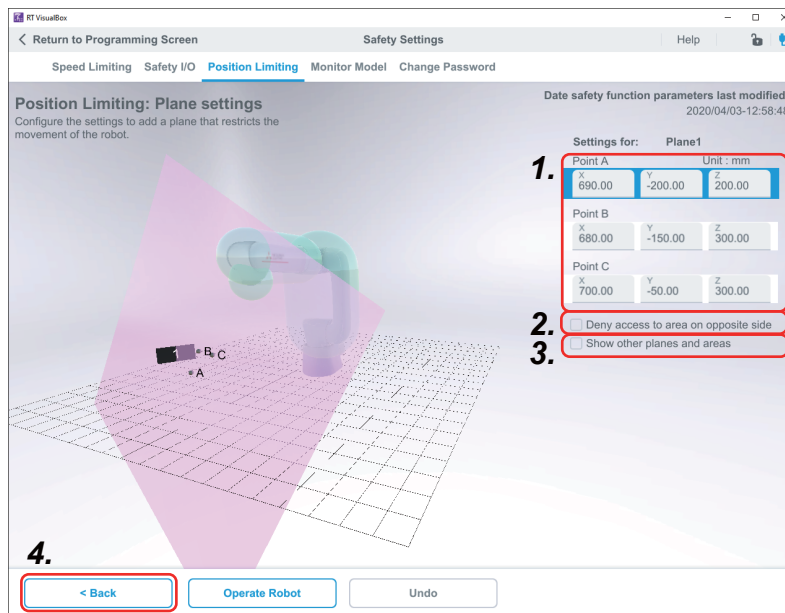 RT VisualBox
Return to Programming Screen Safety Settings Help
Speed Limiting Safety I/O Position Limiting Monitor Model Change Password
Position Limiting: Plane settings
Configure the settings to add a plane that restricts the
movement of the robot.
Date safety function parameters last modified
2020/04/03-12:58:48
Settings for: Plane1
1.
Point A Unit : mm
X Y Z
690.00 -200.00 200.00
Point B
X Y Z
680.00 -150.00 300.00
Point C
X Y Z
700.00 -50.00 300.00
2.
Deny access to area on opposite side
3.
Show other planes and areas
1
B
C
A
4.
< Back Operate Robot Undo